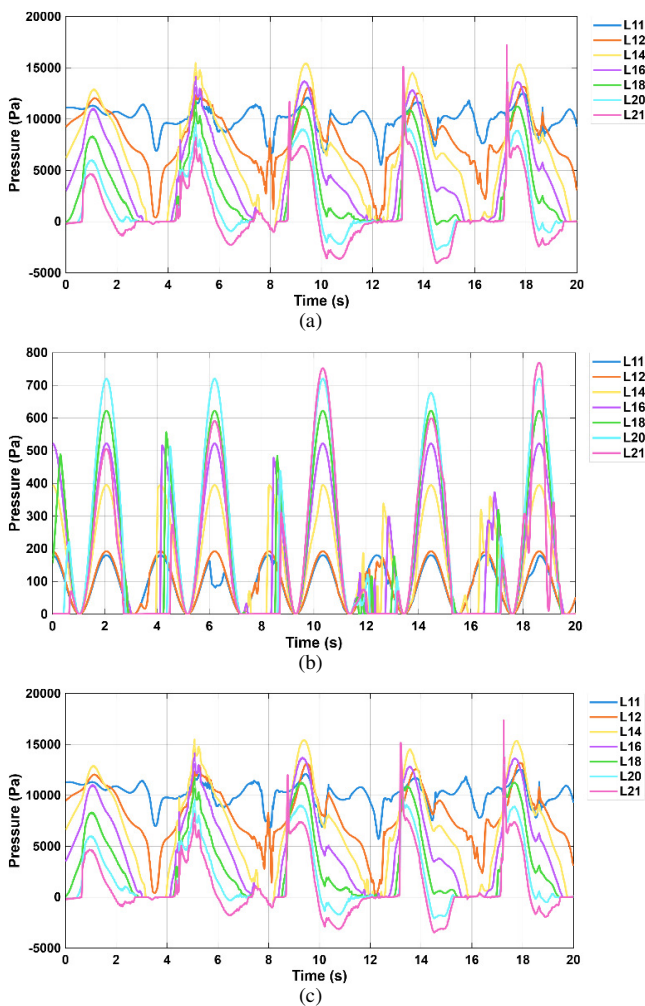 20000
15000
10000
5000
0
-5000
Pressure (Pa)
0 2 4 6 8 10 12 14 16 18 20
Time (s)
L11
L12
L14
L16
L18
L20
L21
(a)
800
700
600
500
400
300
200
100
0
Pressure (Pa)
0 2 4 6 8 10 12 14 16 18 20
Time (s)
L11
L12
L14
L16
L18
L20
L21
(b)
20000
15000
10000
5000
0
-5000
Pressure (Pa)
0 2 4 6 8 10 12 14 16 18 20
Time (s)
L11
L12
L14
L16
L18
L20
L21
(c)